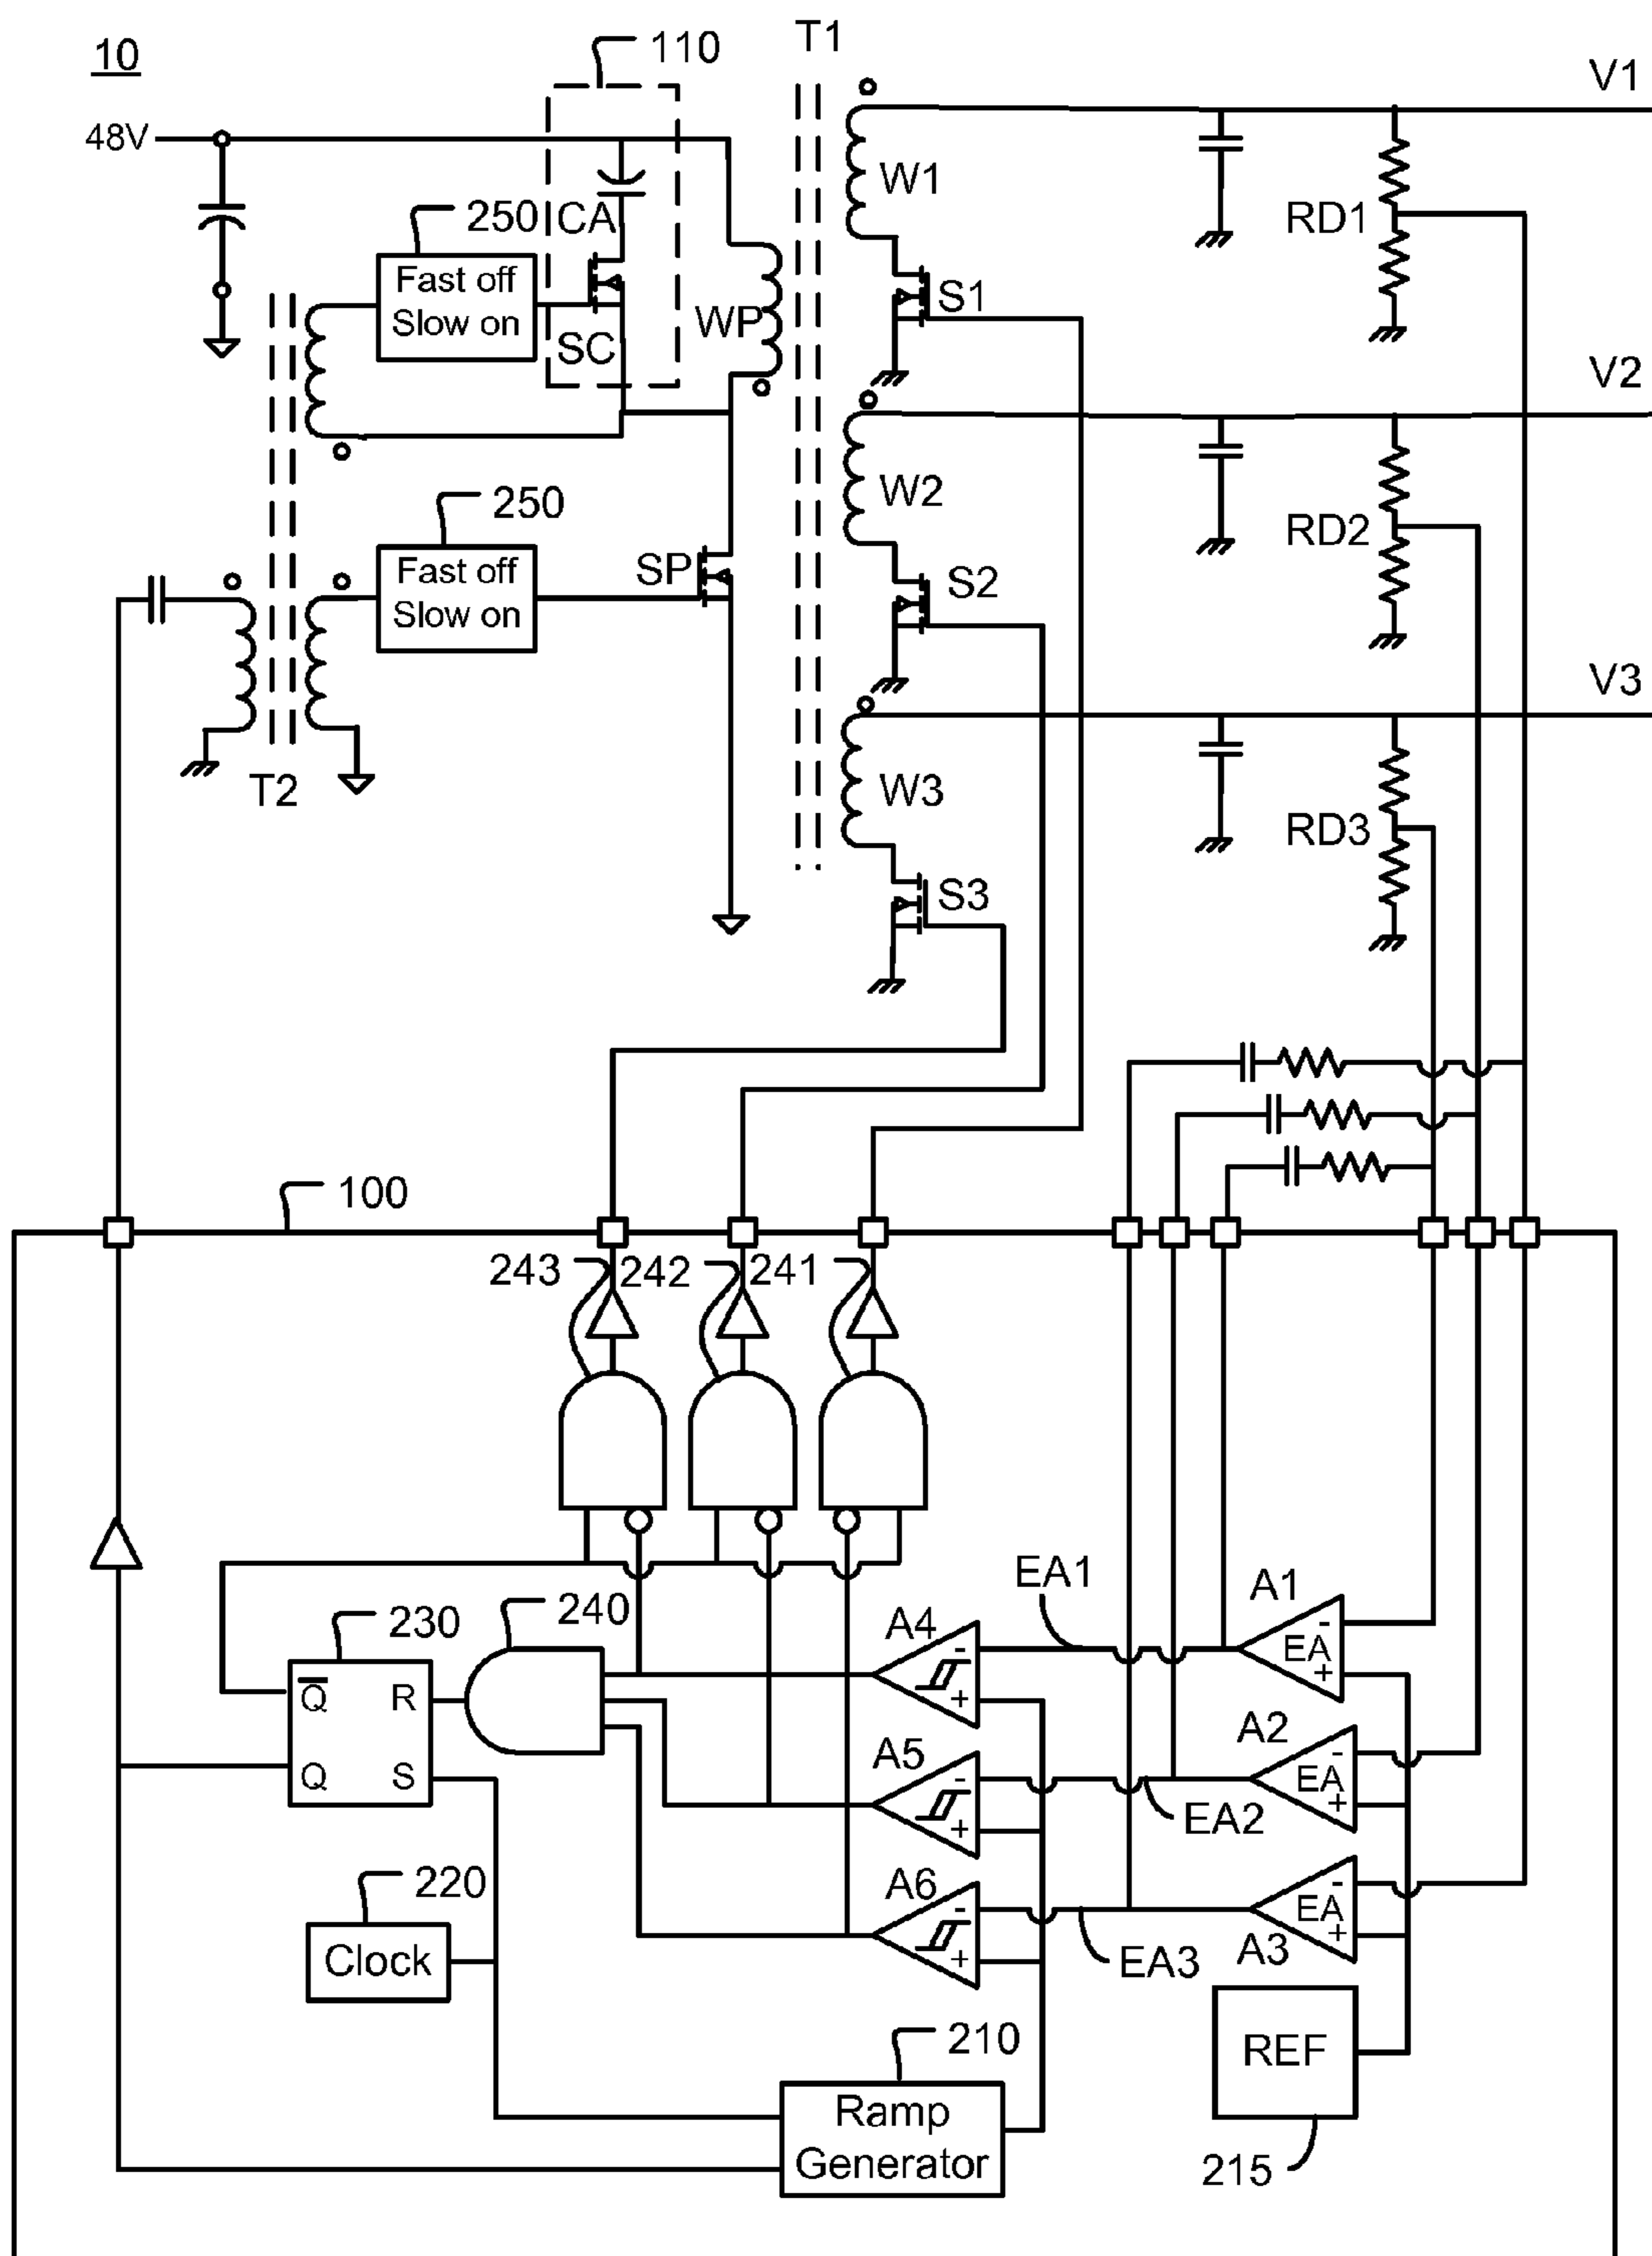 10
110
T1
V1
48V
W1
250
CA
RD1
Fast off
Slow on
S1
WP
SC
V2
W2
250
RD2
Fast off
Slow on
SP
S2
V3
T2
W3
RD3
S3
100
243
242
241
EA1
A1
230
240
A4
-
EA
+
-
+
Q
R
A2
A5
-
Q
S
-
EA
+
+
EA2
220
A6
A3
-
EA
+
-
+
Clock
EA3
210
REF
Ramp
Generator
215